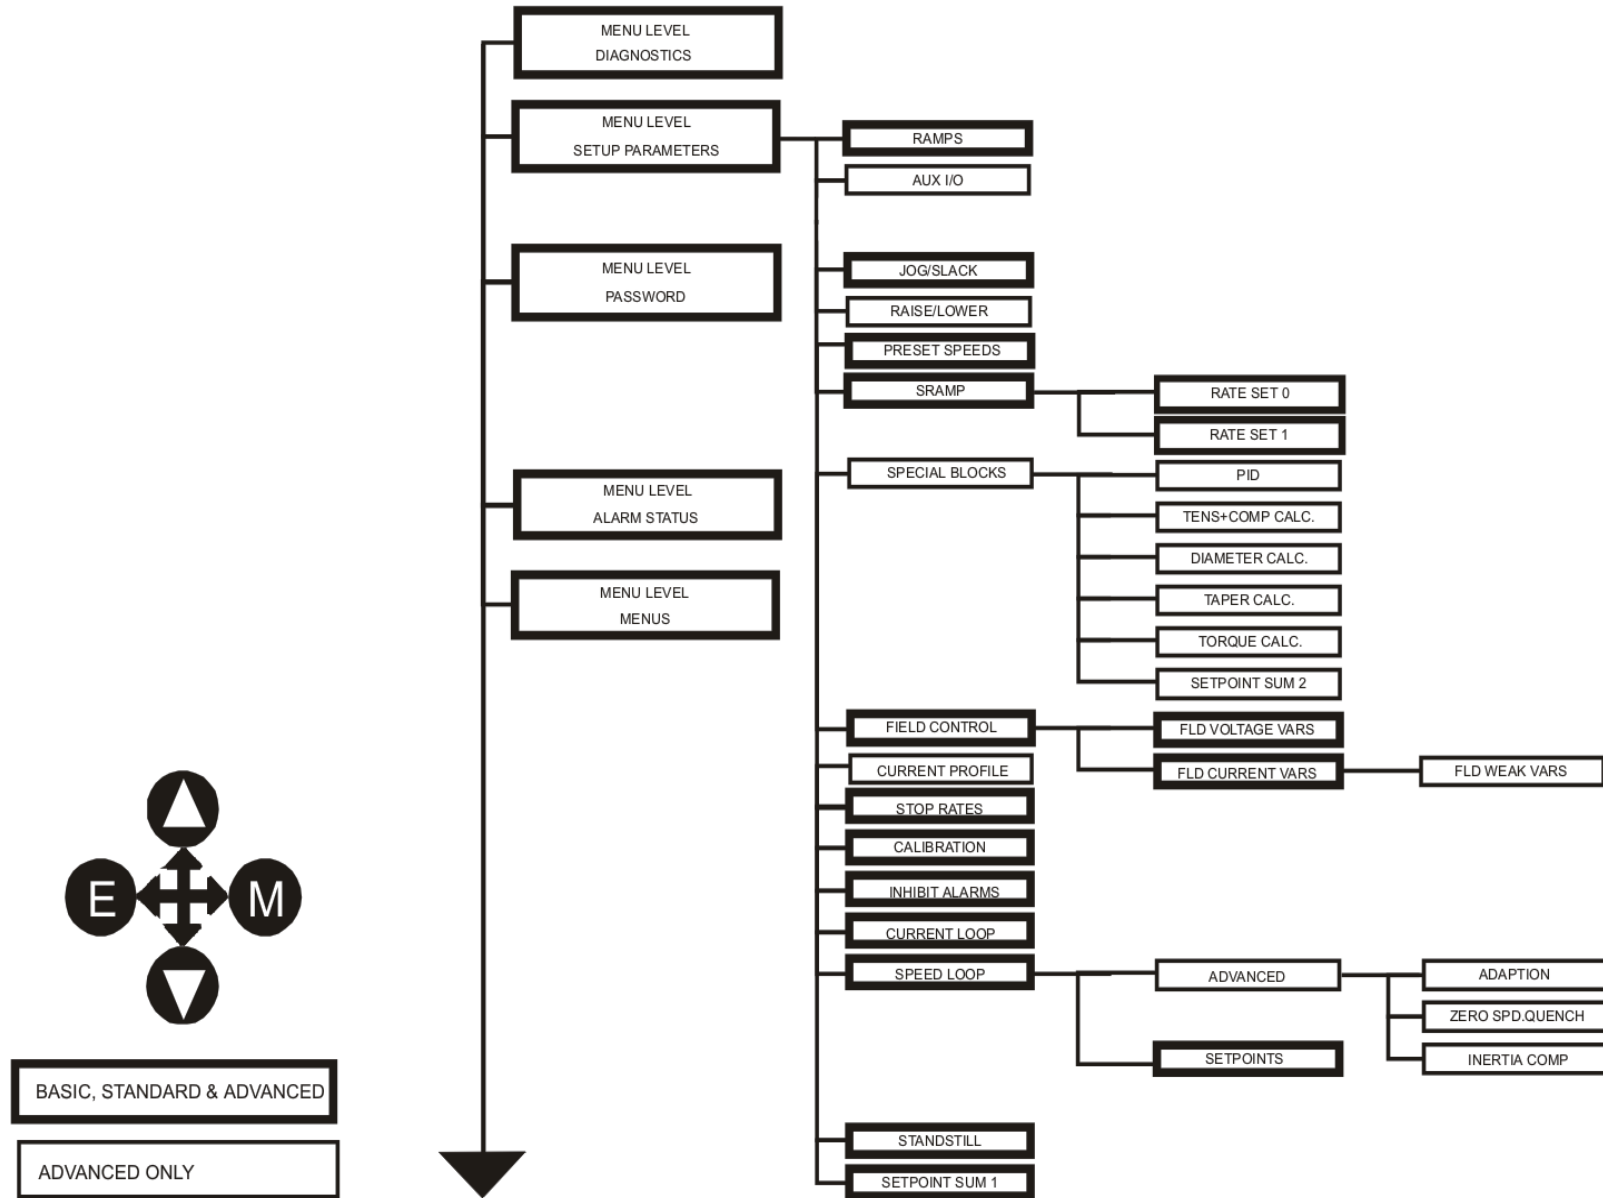 MENU LEVEL
DIAGNOSTICS
MENU LEVEL
SETUP PARAMETERS
RAMPS
AUX I/O
MENU LEVEL
PASSWORD
JOG/SLACK
RAISE/LOWER
PRESET SPEEDS
SRAMP
RATE SET 0
RATE SET 1
MENU LEVEL
ALARM STATUS
SPECIAL BLOCKS
PID
TENS+COMP CALC.
DIAMETER CALC.
TAPER CALC.
TORQUE CALC.
SETPOINT SUM 2
MENU LEVEL
MENUS
FIELD CONTROL
FLD VOLTAGE VARS
FLD CURRENT VARS
FLD WEAK VARS
CURRENT PROFILE
STOP RATES
CALIBRATION
INHIBIT ALARMS
CURRENT LOOP
SPEED LOOP
ADVANCED
ADAPTION
ZERO SPD.QUENCH
INERTIA COMP
SETPOINTS
STANDSTILL
SETPOINT SUM 1
E
M
BASIC, STANDARD & ADVANCED
ADVANCED ONLY